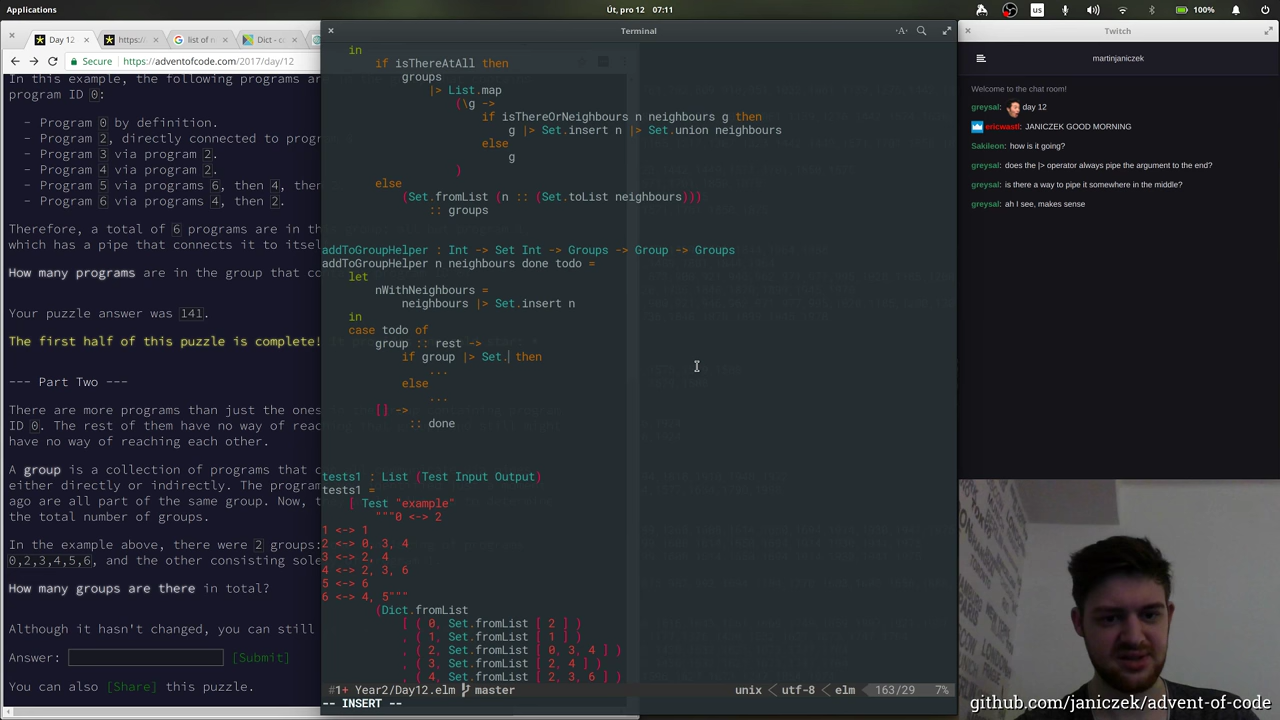 Applications
Út, pro 12 07:11
us
100%
Day 12
https:/
list of n
Dict - co
Secure https://adventofcode.com/2017/day/12
In this example, the following programs are
program ID 0:
- Program 0 by definition.
- Program 2, directly connected to
- Program 3 via program 2.
- Program 4 via program 2.
- Program 5 via programs 6, then 4, then
- Program 6 via programs 4, then 2.
Therefore, a total of 6 programs are in
which has a pipe that connects it to itsel
How many programs are in the group that co
Your puzzle answer was 141.
The first half of this puzzle is complete!
--- Part Two ---
There are more programs than just the ones
ID 0. The rest of them have no way of reac
have no way of reaching each other.
A group is a collection of programs that c
either directly or indirectly. The program
ago are all part of the same group. Now,
the total number of groups.
In the example above, there were 2 groups:
0,2,3,4,5,6, and the other consisting sole
How many groups are there in total?
Although it hasn't changed, you can still
Answer: [Submit]
You can also [Share] this puzzle.
Terminal
in
if isThereAtAll then
groups
|> List.map
(\g ->
if isThereOrNeighbours n neighbours g then
g |> Set.insert n |> Set.union neighbours
else
g
)
else
(Set.fromList (n :: (Set.toList neighbours)))
:: groups
addToGroupHelper : Int -> Set Int -> Groups -> Group -> Groups
addToGroupHelper n neighbours done todo =
let
nWithNeighbours =
neighbours |> Set.insert n
in
case todo of
group :: rest ->
if group |> Set. then
...
else
...
[] ->
:: done
tests1 : List (Test Input Output)
tests1 =
[ Test "example"
"""0 <-> 2
1 <-> 1
2 <-> 0, 3, 4
3 <-> 2, 4
4 <-> 2, 3, 6
5 <-> 6
6 <-> 4, 5"""
(Dict.fromList
[ ( 0, Set.fromList [ 2 ] )
, ( 1, Set.fromList [ 1 ] )
, ( 2, Set.fromList [ 0, 3, 4 ] )
, ( 3, Set.fromList [ 2, 4 ] )
, ( 4, Set.fromList [ 2, 3, 6 ] )
#1+ Year2/Day12.elm master
unix < utf-8 < elm 163/29 7%
-- INSERT --
Twitch
martinjaniczek
Welcome to the chat room!
greysal: day 12
ericwastl: JANICZEK GOOD MORNING
Sakileon: how is it going?
greysal: does the |> operator always pipe the argument to the end?
greysal: is there a way to pipe it somewhere in the middle?
greysal: ah I see, makes sense
github.com/janiczek/advent-of-code